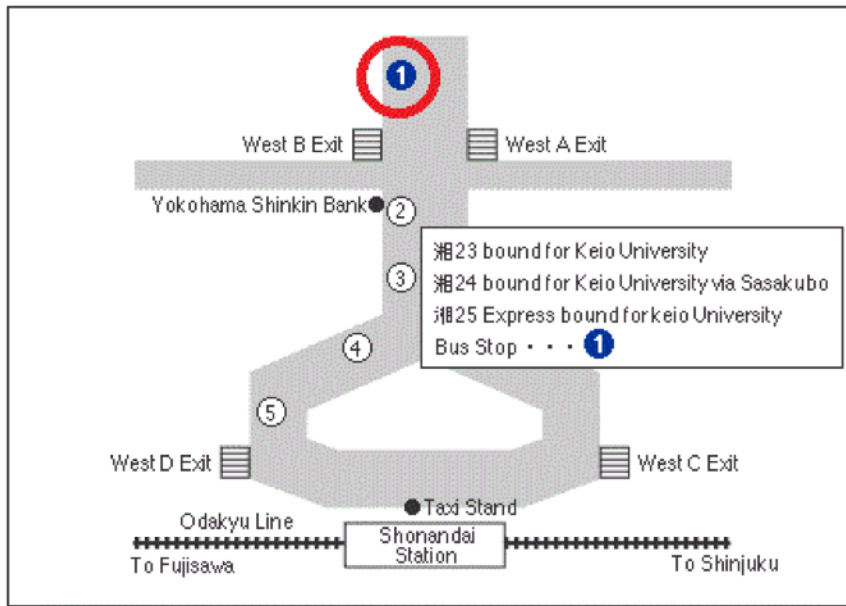 1
West B Exit
West A Exit
Yokohama Shinkin Bank
2
湘23 bound for Keio University
3
湘24 bound for Keio University via Sasakubo
湘25 Express bound for keio University
4
Bus Stop ・・・ 1
5
West D Exit
West C Exit
Taxi Stand
Odakyu Line
Shonandai
Station
To Fujisawa
To Shinjuku